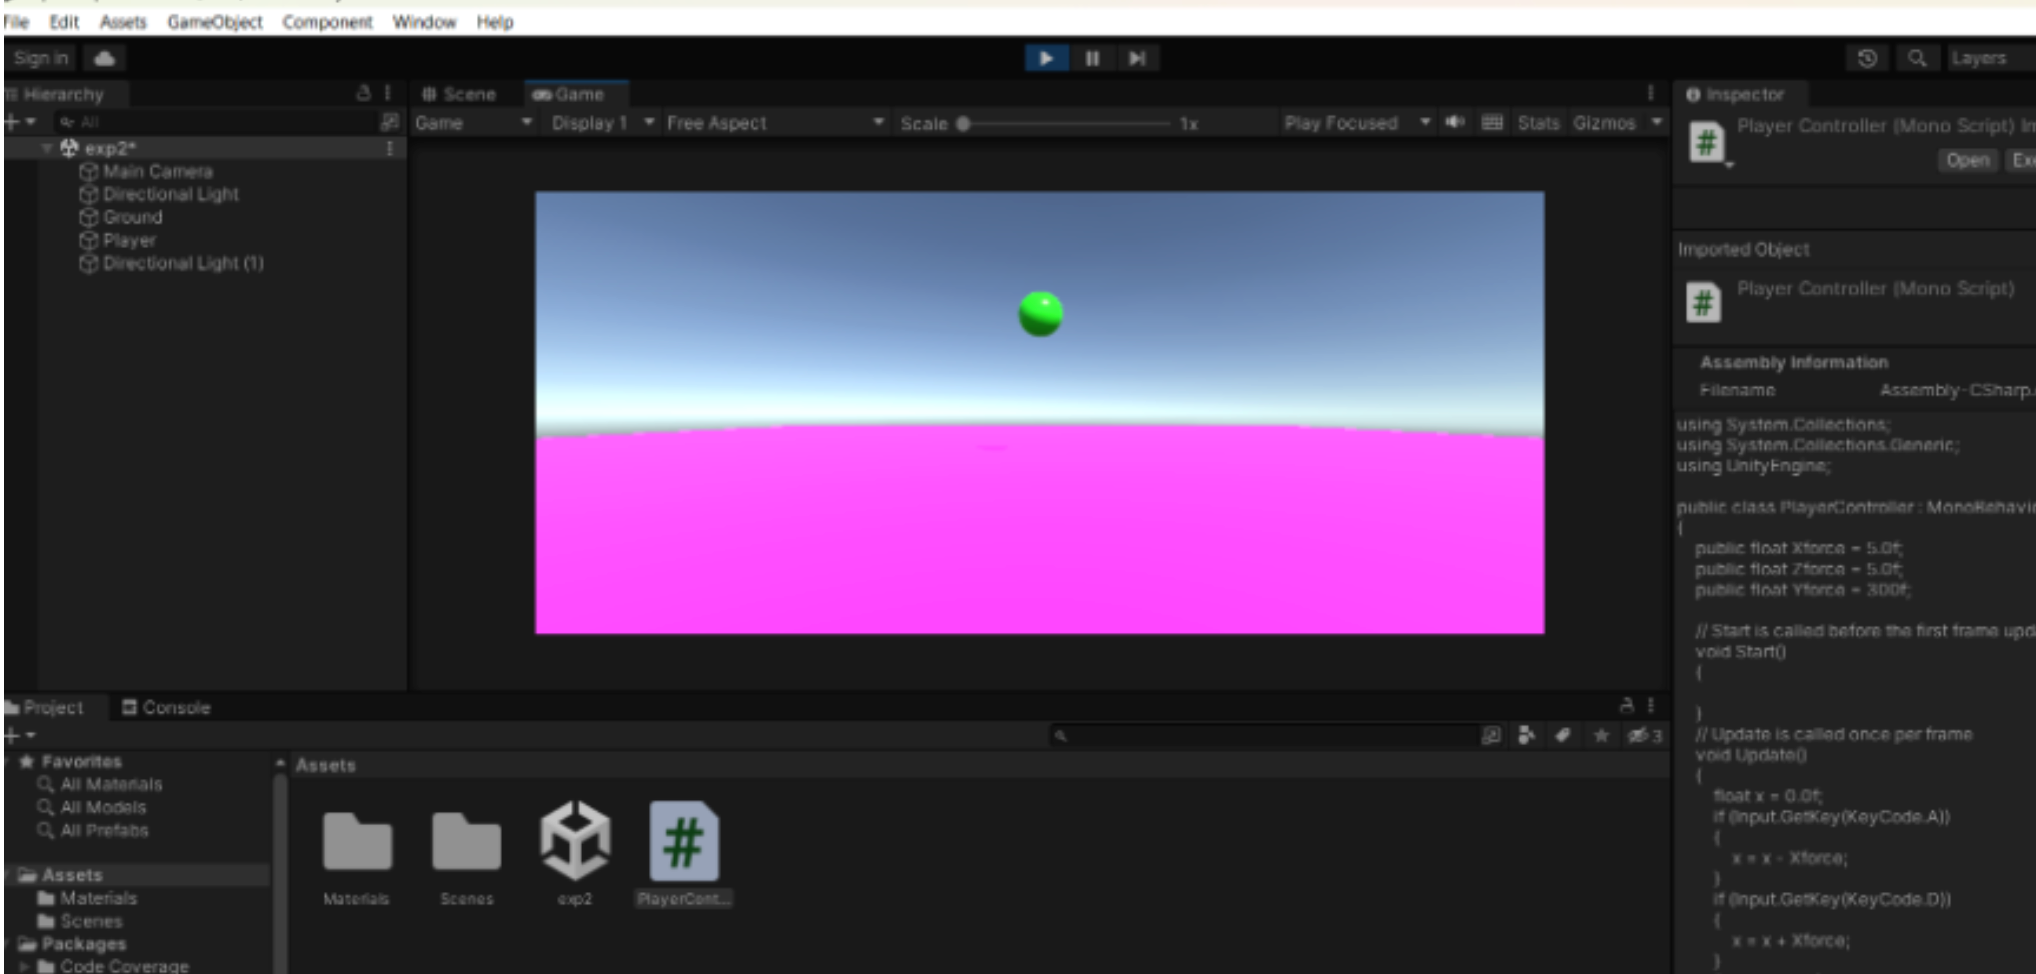 File Edit Assets GameObject Component Window Help
Sign in
Layers
Hierarchy
All
exp2*
Main Camera
Directional Light
Ground
Player
Directional Light (1)
Scene Game
Game Display 1 Free Aspect Scale 1x Play Focused Stats Gizmos
Inspector
Player Controller (Mono Script)
Open
Imported Object
Player Controller (Mono Script)
Assembly Information
Filename Assembly-CSharp.
using System.Collections;
using System.Collections.Generic;
using UnityEngine;
public class PlayerController : MonoBehavi
{
public float Xforce = 5.0f;
public float Zforce = 5.0f;
public float Yforce = 300f;
// Start is called before the first frame upd
void Start()
{
}
// Update is called once per frame
void Update()
{
float x = 0.0f;
if (Input.GetKey(KeyCode.A))
{
x = x - Xforce;
}
if (Input.GetKey(KeyCode.D))
{
x = x + Xforce;
}
Project Console
3
Favorites
All Materials
All Models
All Prefabs
Assets
Materials
Scenes
Packages
Code Coverage
Assets
Materials Scenes exp2 PlayerCont...